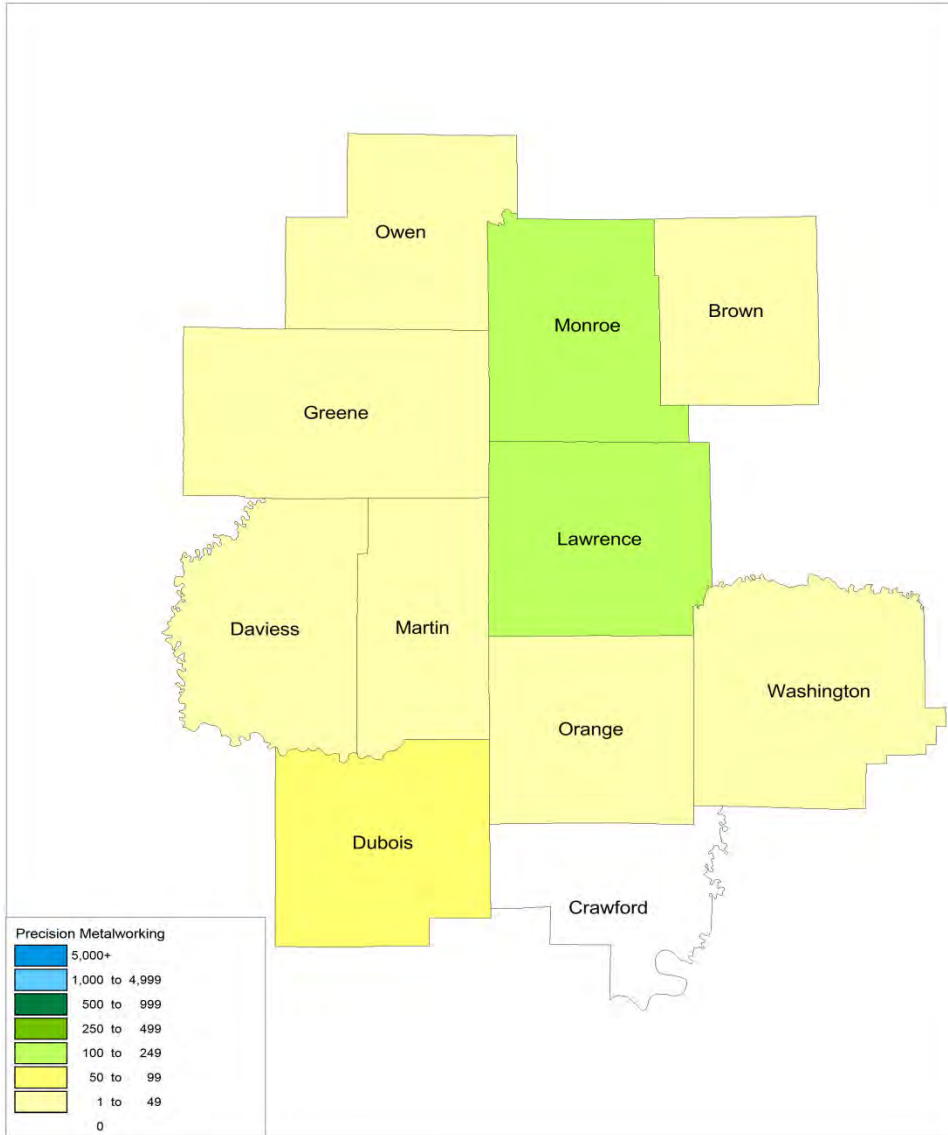 Owen
Brown
Monroe
Greene
Lawrence
Daviess
Martin
Washington
Orange
Dubois
Crawford
Precision Metalworking
5,000+
1,000 to 4,999
500 to 999
250 to 499
100 to 249
50 to 99
1 to 49
0